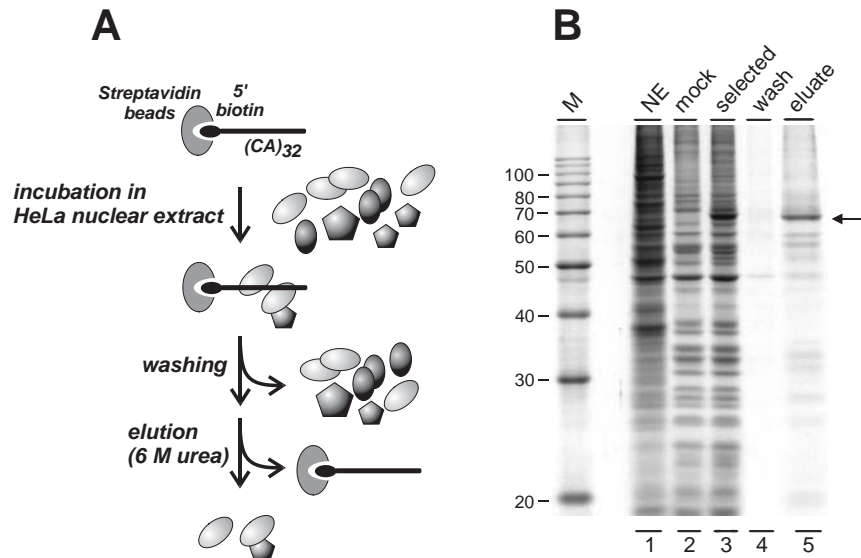 A
Streptavidin beads
5' biotin
(CA)32
incubation in
HeLa nuclear extract
washing
elution
(6 M urea)
B
M
NE
mock
selected
wash
eluate
100
80
70
60
50
40
30
20
1 2 3 4 5